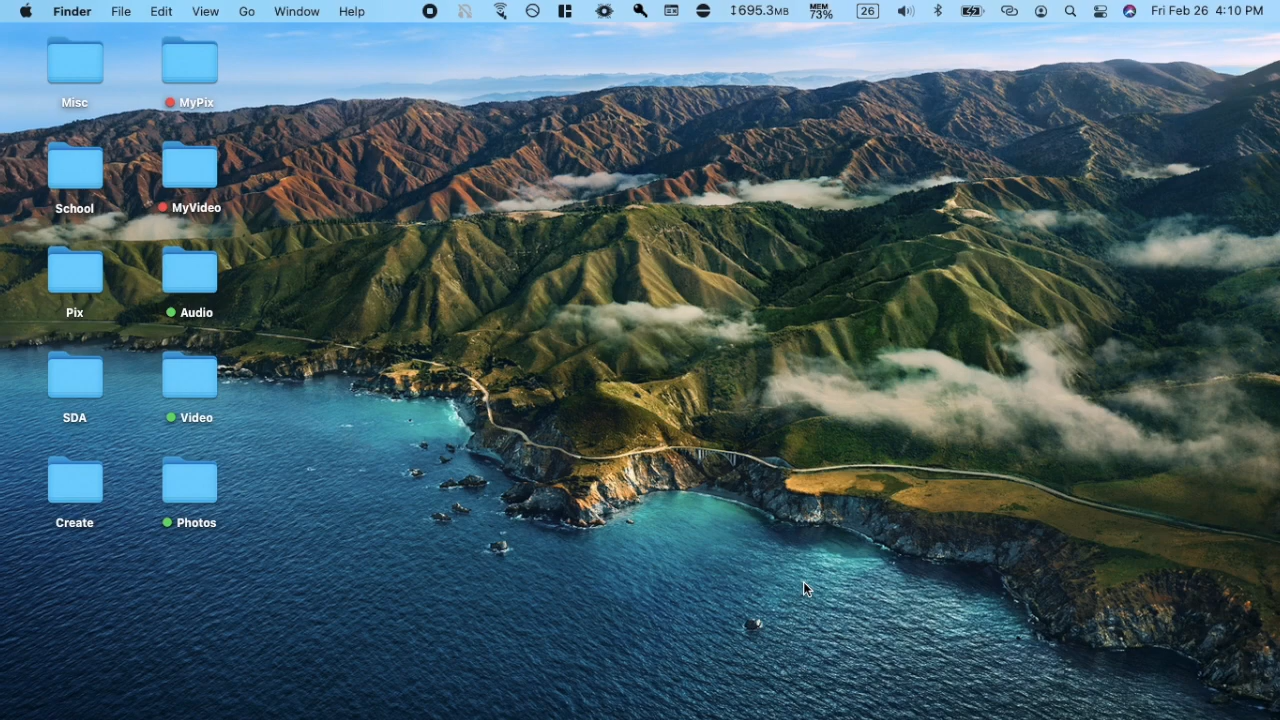 Finder File Edit View Go Window Help 695.3MB MEM 73% 26 Fri Feb 26 4:10 PM
Misc MyPix
School MyVideo
Pix Audio
SDA Video
Create Photos